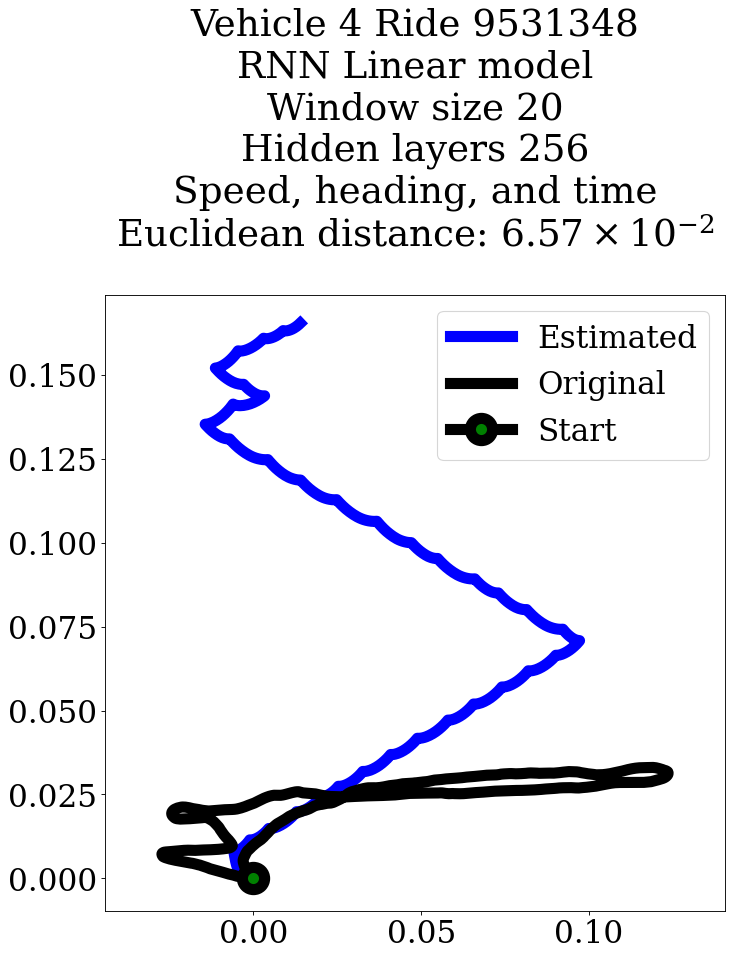 Vehicle 4 Ride 9531348
RNN Linear model
Window size 20
Hidden layers 256
Speed, heading, and time
Euclidean distance: 6.57 × 10⁻²
Estimated
Original
Start
0.150
0.125
0.100
0.075
0.050
0.025
0.000
0.00 0.05 0.10